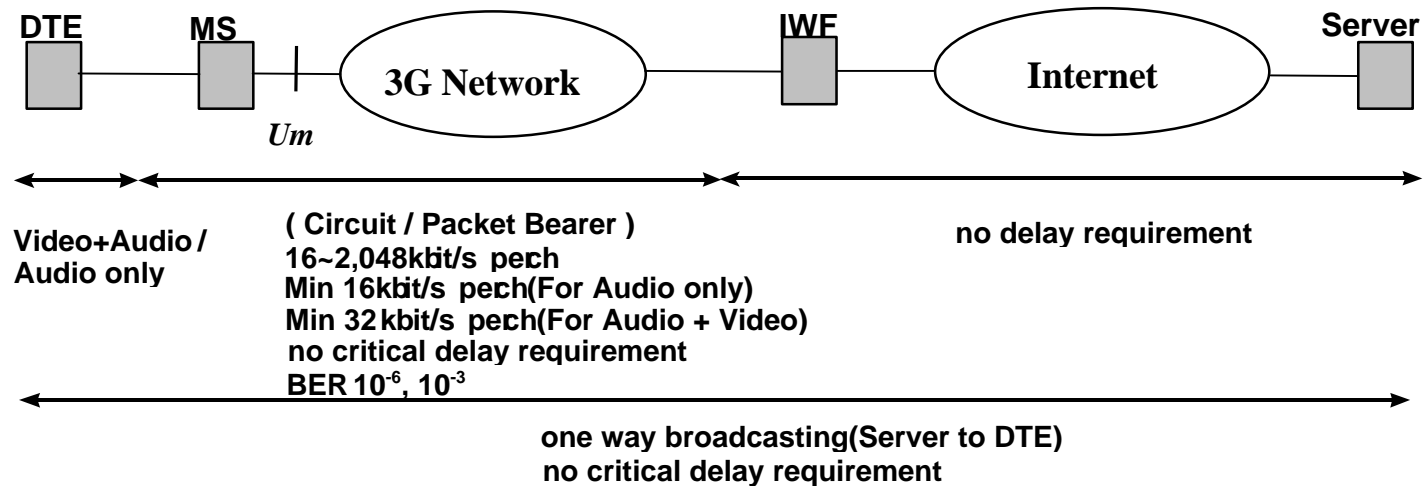 DTE MS IWF Server
3G Network Internet
Um
Video+Audio /
Audio only
( Circuit / Packet Bearer )
16~2,048kbit/s perch
Min 16kbit/s perch(For Audio only)
Min 32kbit/s perch(For Audio + Video)
no critical delay requirement
BER 10⁻⁶, 10⁻³
no delay requirement
one way broadcasting(Server to DTE)
no critical delay requirement